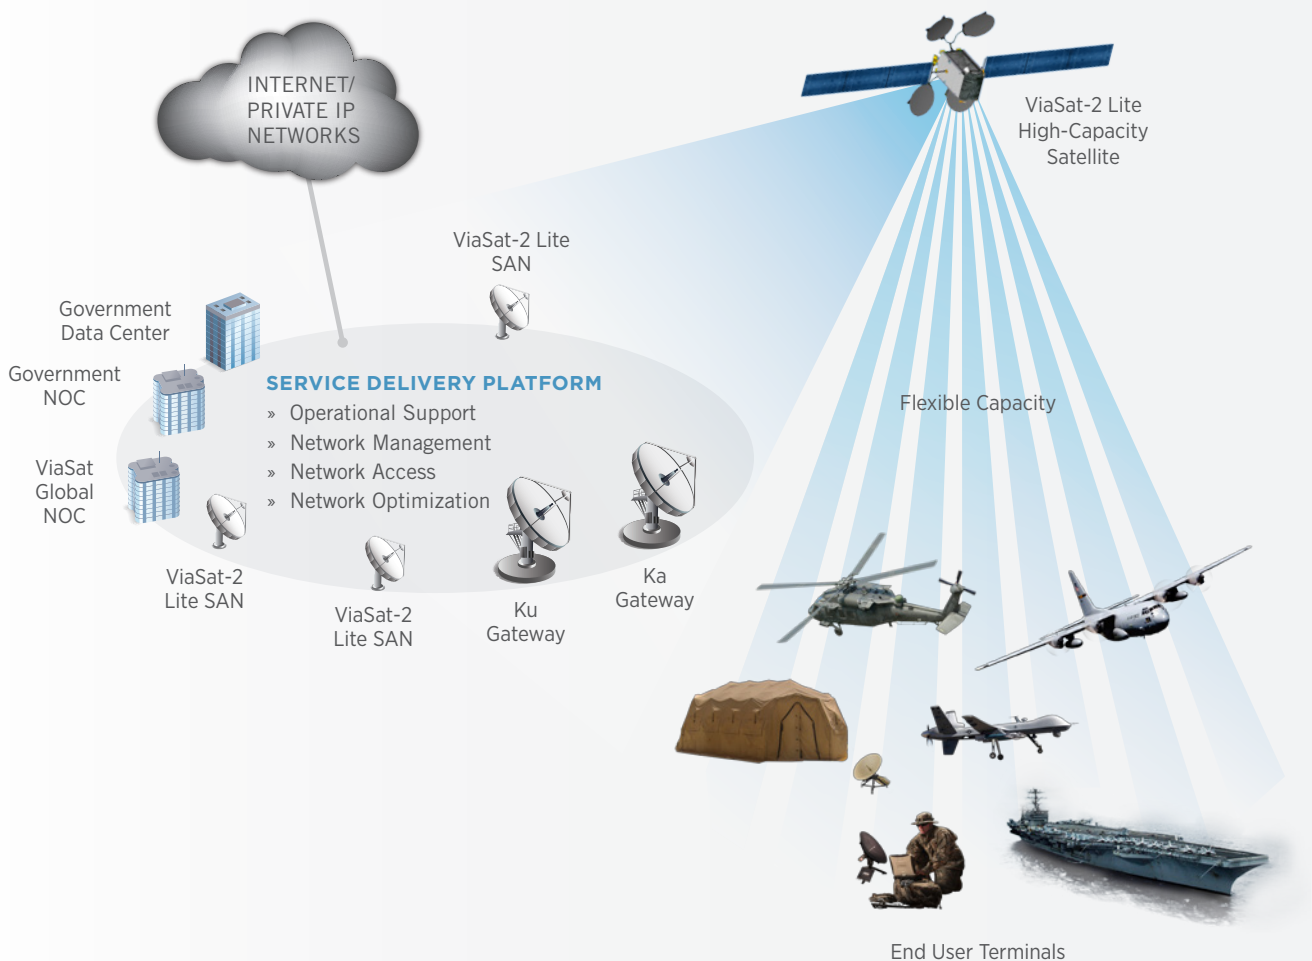 INTERNET/
PRIVATE IP
NETWORKS
ViaSat-2 Lite
High-Capacity
Satellite
ViaSat-2 Lite
SAN
Government
Data Center
Government
NOC
ViaSat
Global
NOC
SERVICE DELIVERY PLATFORM
» Operational Support
» Network Management
» Network Access
» Network Optimization
Flexible Capacity
ViaSat-2
Lite SAN
ViaSat-2
Lite SAN
Ku
Gateway
Ka
Gateway
End User Terminals